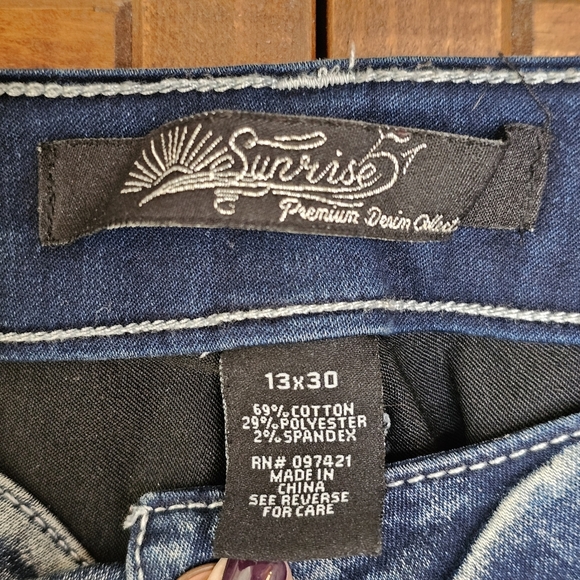 Sunrise
Premium Denim Collect
13x30
69% COTTON
29% POLYESTER
2% SPANDEX
RN# 097421
MADE IN
CHINA
SEE REVERSE
FOR CARE